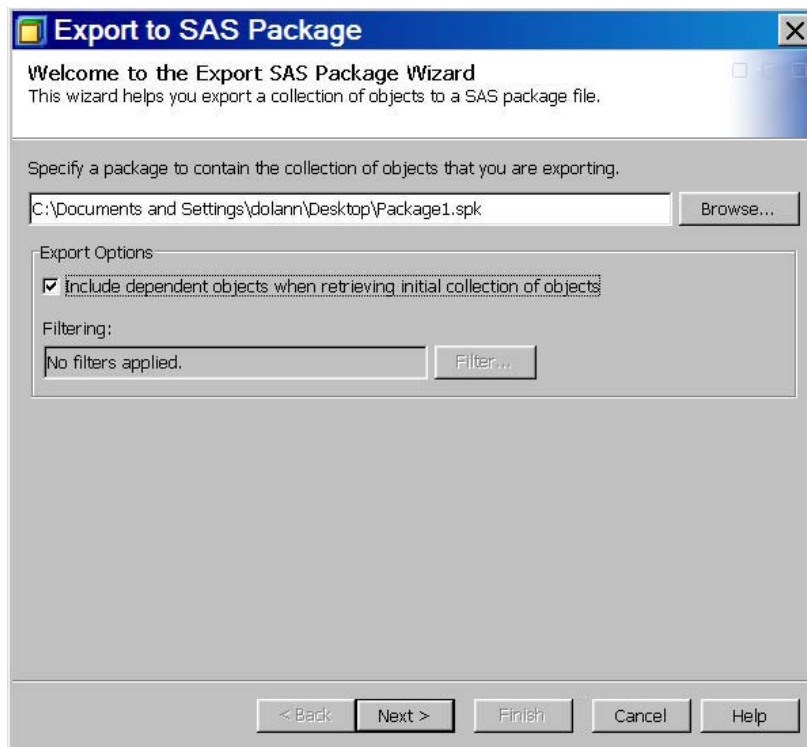 Export to SAS Package
Welcome to the Export SAS Package Wizard
This wizard helps you export a collection of objects to a SAS package file.
Specify a package to contain the collection of objects that you are exporting.
C:\Documents and Settings\dolann\Desktop\Package1.spk
Browse...
Export Options
Include dependent objects when retrieving initial collection of objects
Filtering:
No filters applied.
Filter...
< Back
Next >
Finish
Cancel
Help